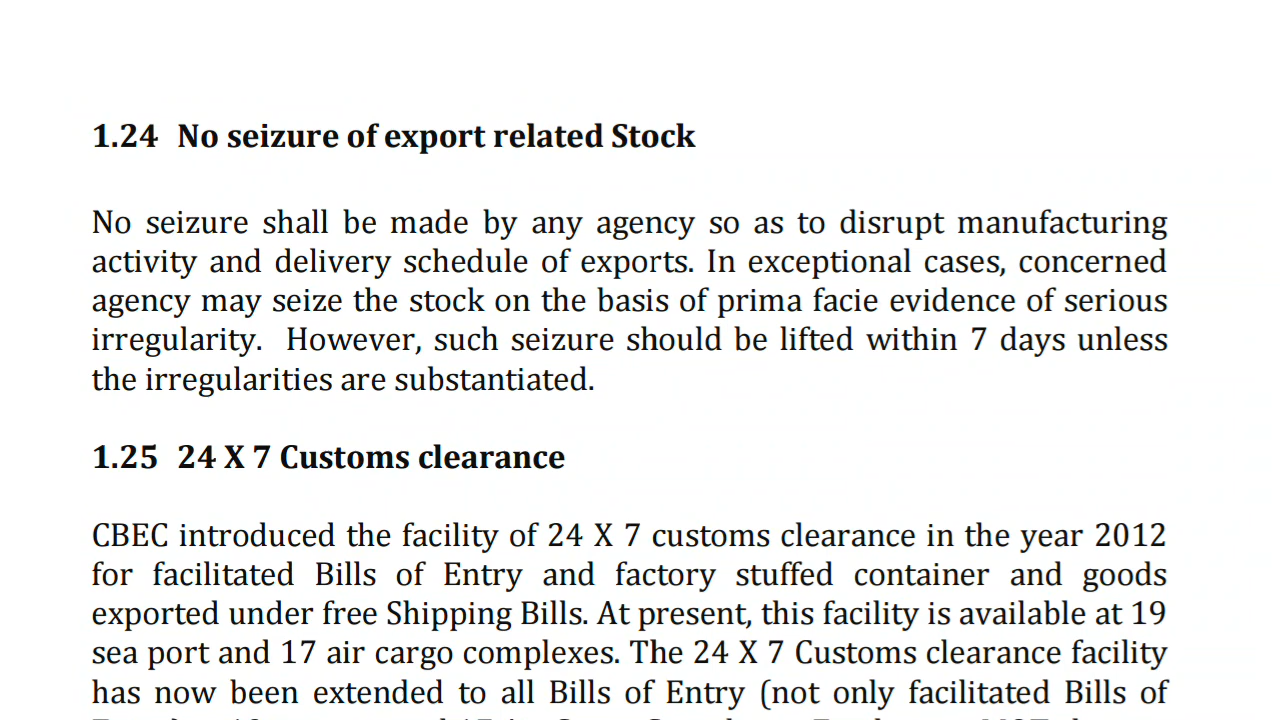 1.24 No seizure of export related Stock
No seizure shall be made by any agency so as to disrupt manufacturing
activity and delivery schedule of exports. In exceptional cases, concerned
agency may seize the stock on the basis of prima facie evidence of serious
irregularity. However, such seizure should be lifted within 7 days unless
the irregularities are substantiated.
1.25 24 X 7 Customs clearance
CBEC introduced the facility of 24 X 7 customs clearance in the year 2012
for facilitated Bills of Entry and factory stuffed container and goods
exported under free Shipping Bills. At present, this facility is available at 19
sea port and 17 air cargo complexes. The 24 X 7 Customs clearance facility
has now been extended to all Bills of Entry (not only facilitated Bills of